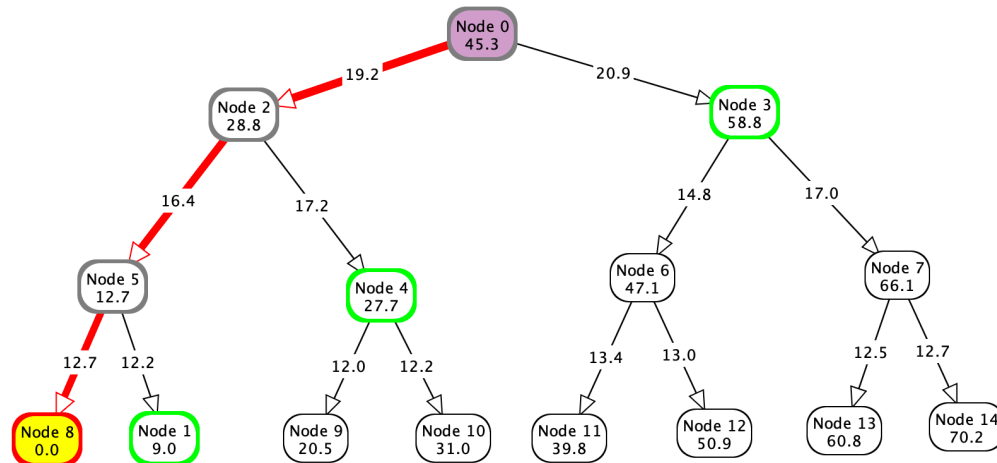 Node 0
45.3
19.2
20.9
Node 2
28.8
Node 3
58.8
16.4
17.2
14.8
17.0
Node 5
12.7
Node 4
27.7
Node 6
47.1
Node 7
66.1
12.7
12.2
12.0
12.2
13.4
13.0
12.5
12.7
Node 8
0.0
Node 1
9.0
Node 9
20.5
Node 10
31.0
Node 11
39.8
Node 12
50.9
Node 13
60.8
Node 14
70.2